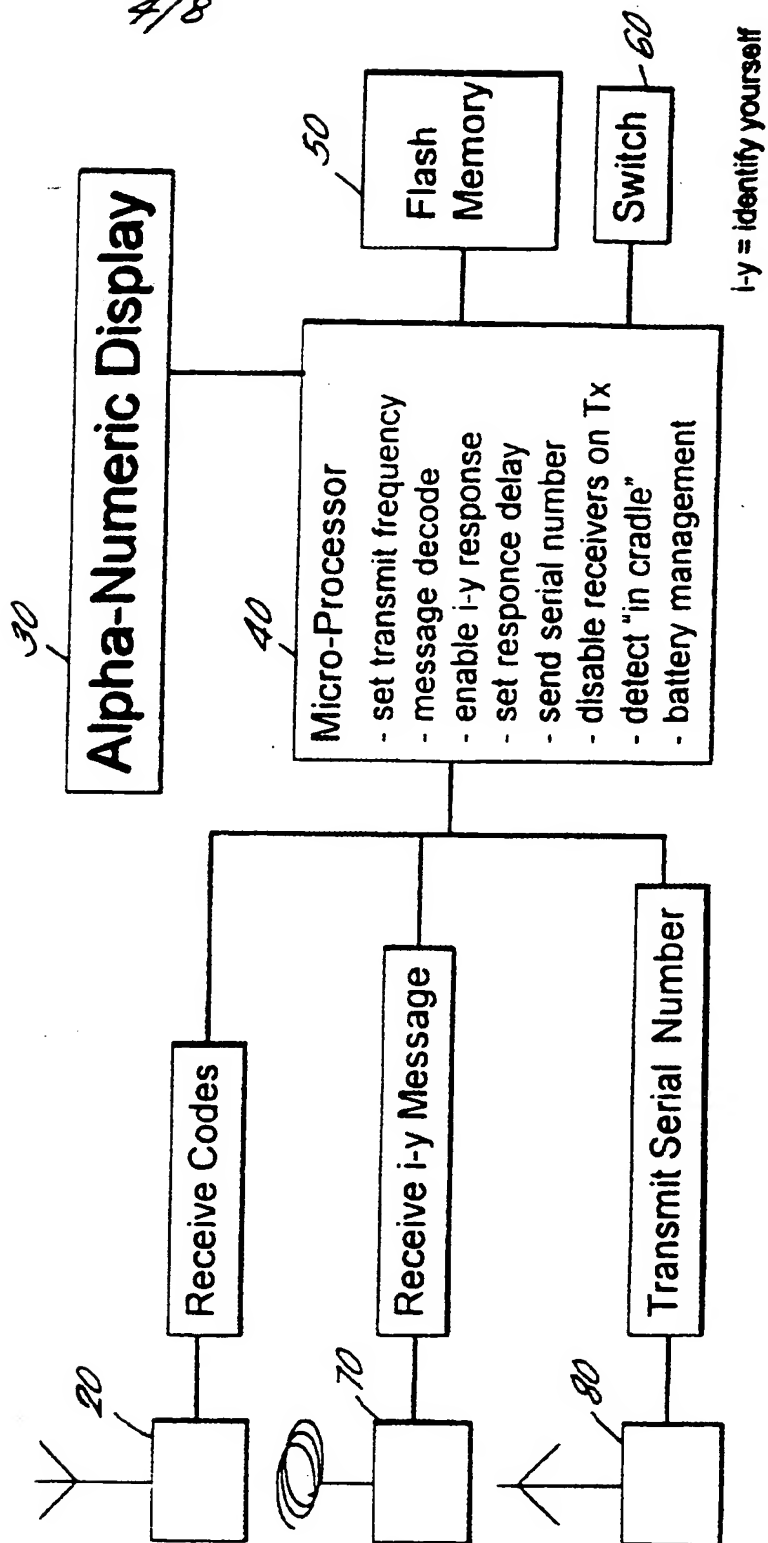 4/8
30
Alpha-Numeric Display
40
Micro-Processor
- set transmit frequency
- message decode
- enable i-y response
- set responce delay
- send serial number
- disable receivers on Tx
- detect "in cradle"
- battery management
50
Flash
Memory
60
Switch
20
Receive Codes
70
Receive i-y Message
80
Transmit Serial Number
i-y = identify yourself